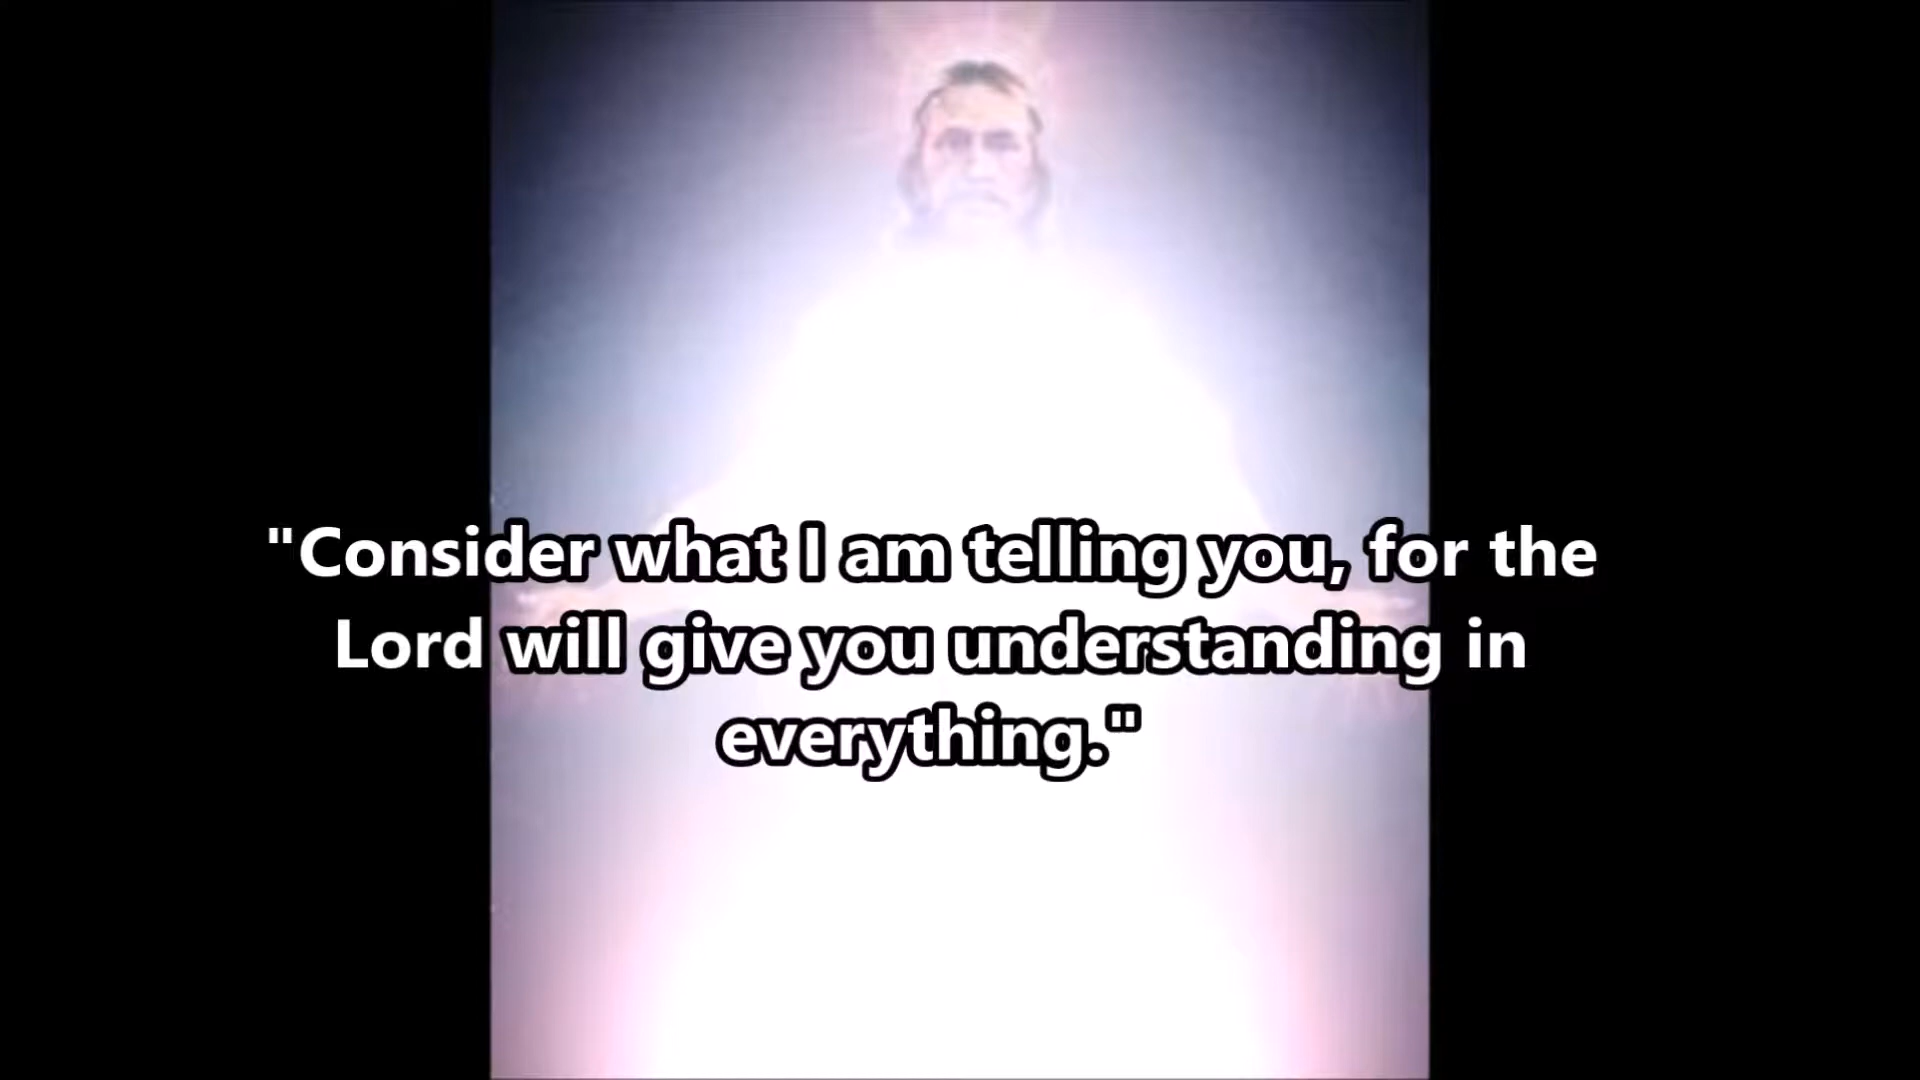 "Consider what I am telling you, for the
Lord will give you understanding in
everything."